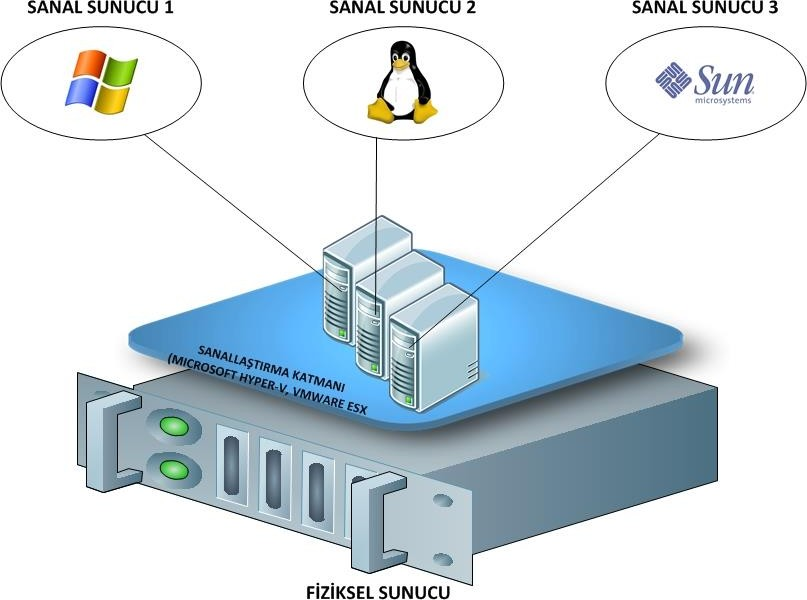 SANAL SUNUCU 1
SANAL SUNUCU 2
SANAL SUNUCU 3
Sun
microsystems
SANALLAŞTIRMA KATMANI
(MICROSOFT HYPER-V, VMWARE ESX
FİZİKSEL SUNUCU